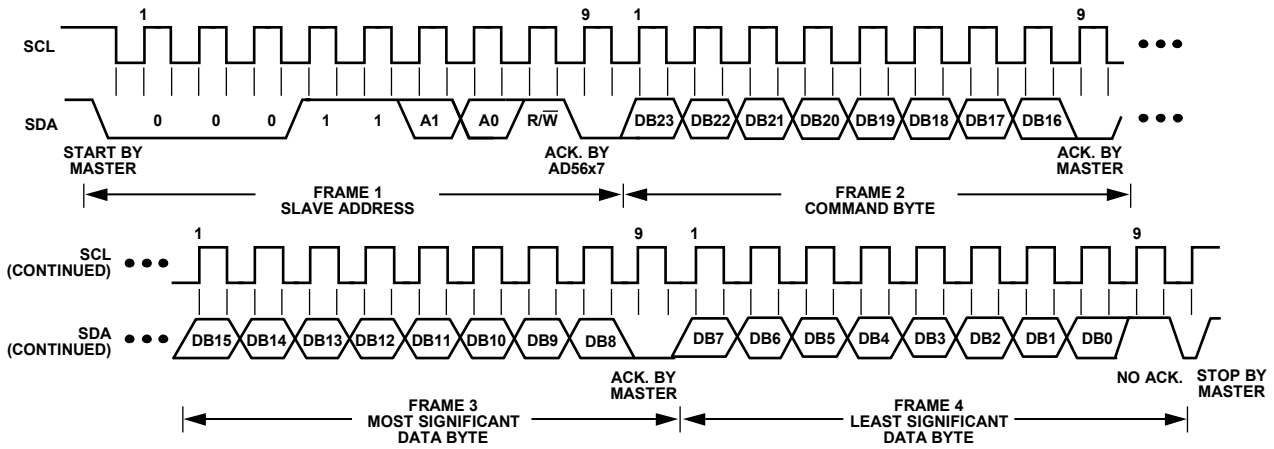 1 9 1 9
SCL
SDA
0 0 0 1 1 A1 A0 R/W̅ DB23 DB22 DB21 DB20 DB19 DB18 DB17 DB16
START BY
MASTER
ACK. BY
AD56x7
ACK. BY
MASTER
FRAME 1
SLAVE ADDRESS
FRAME 2
COMMAND BYTE
1 9 1 9
SCL
(CONTINUED)
SDA
(CONTINUED)
DB15 DB14 DB13 DB12 DB11 DB10 DB9 DB8 DB7 DB6 DB5 DB4 DB3 DB2 DB1 DB0
ACK. BY
MASTER
NO ACK.
STOP BY
MASTER
FRAME 3
MOST SIGNIFICANT
DATA BYTE
FRAME 4
LEAST SIGNIFICANT
DATA BYTE